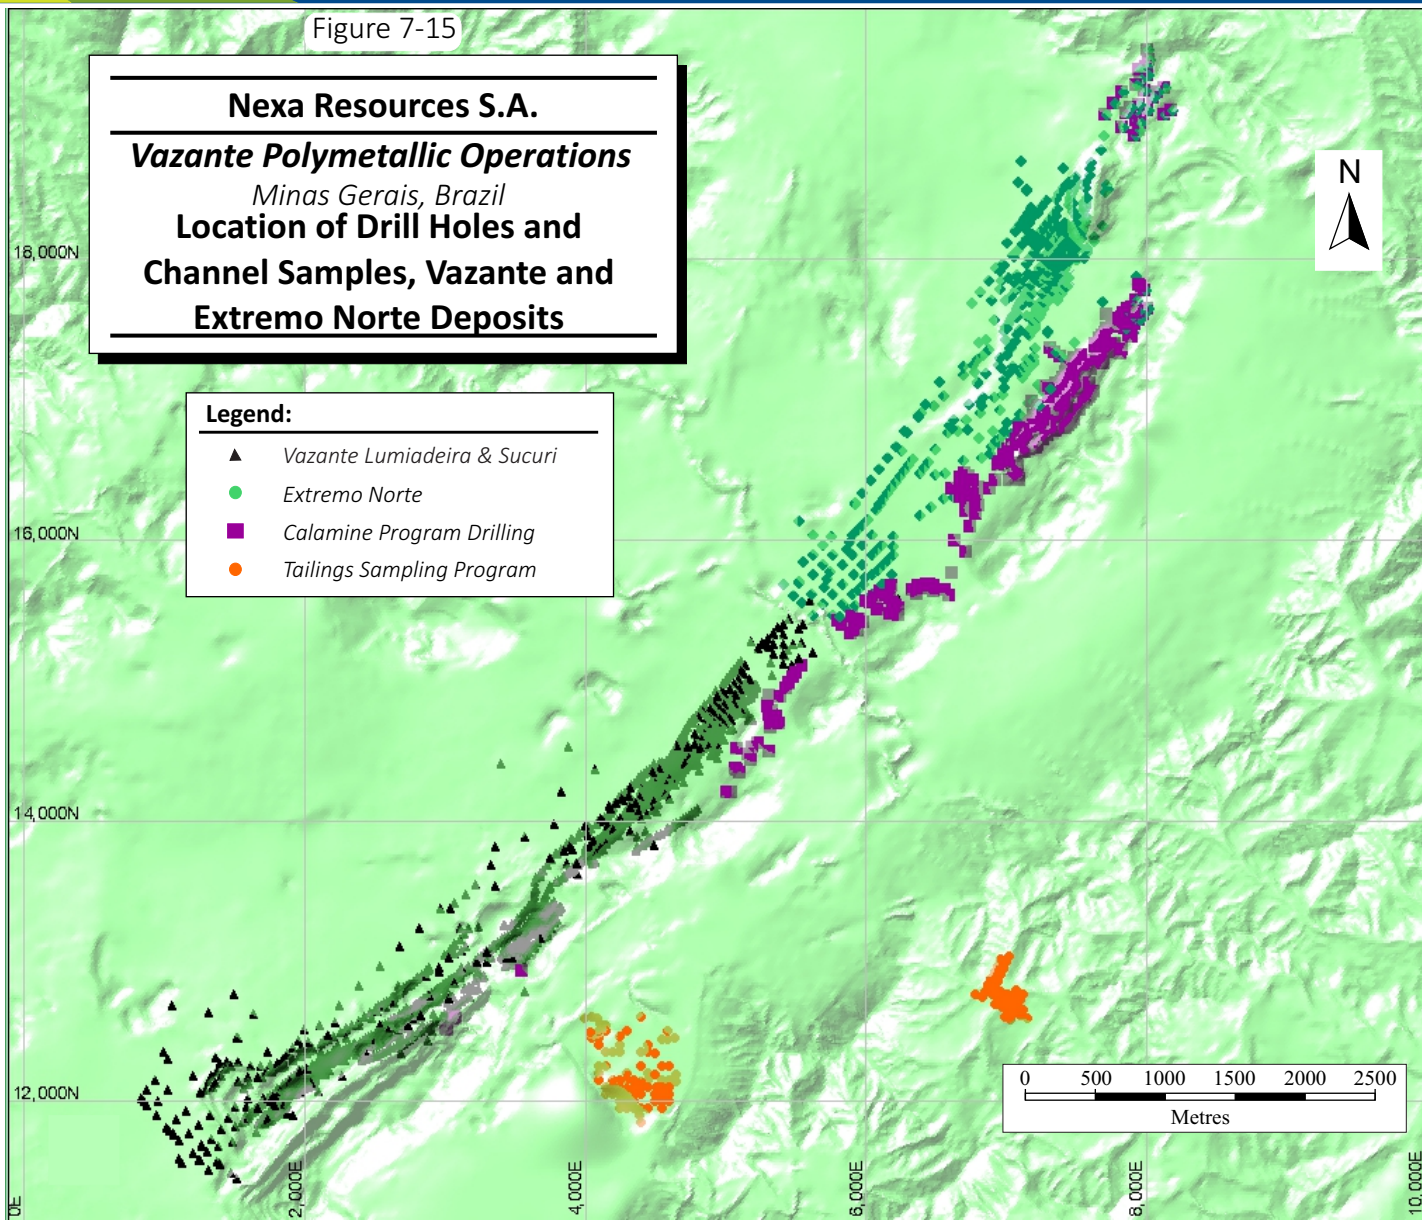 Figure 7-15
Nexa Resources S.A.
Vazante Polymetallic Operations
Minas Gerais, Brazil
Location of Drill Holes and
Channel Samples, Vazante and
Extremo Norte Deposits
N
18,000N
Legend:
Vazante Lumiadeira & Sucuri
Extremo Norte
Calamine Program Drilling
Tailings Sampling Program
16,000N
14,000N
12,000N
0 500 1000 1500 2000 2500
Metres
0E
2,000E
4,000E
6,000E
8,000E
10,000E